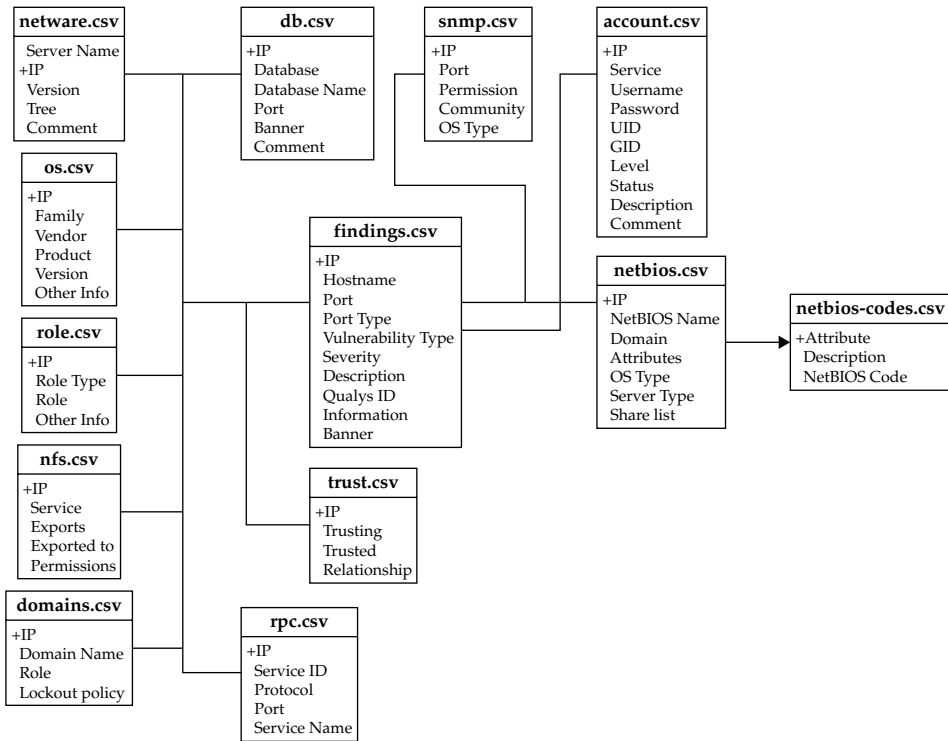 netware.csv
Server Name
+IP
Version
Tree
Comment
db.csv
+IP
Database
Database Name
Port
Banner
Comment
snmp.csv
+IP
Port
Permission
Community
OS Type
account.csv
+IP
Service
Username
Password
UID
GID
Level
Status
Description
Comment
os.csv
+IP
Family
Vendor
Product
Version
Other Info
findings.csv
+IP
Hostname
Port
Port Type
Vulnerability Type
Severity
Description
Qualys ID
Information
Banner
netbios.csv
+IP
NetBIOS Name
Domain
Attributes
OS Type
Server Type
Share list
netbios-codes.csv
+Attribute
Description
NetBIOS Code
role.csv
+IP
Role Type
Role
Other Info
nfs.csv
+IP
Service
Exports
Exported to
Permissions
trust.csv
+IP
Trusting
Trusted
Relationship
domains.csv
+IP
Domain Name
Role
Lockout policy
rpc.csv
+IP
Service ID
Protocol
Port
Service Name